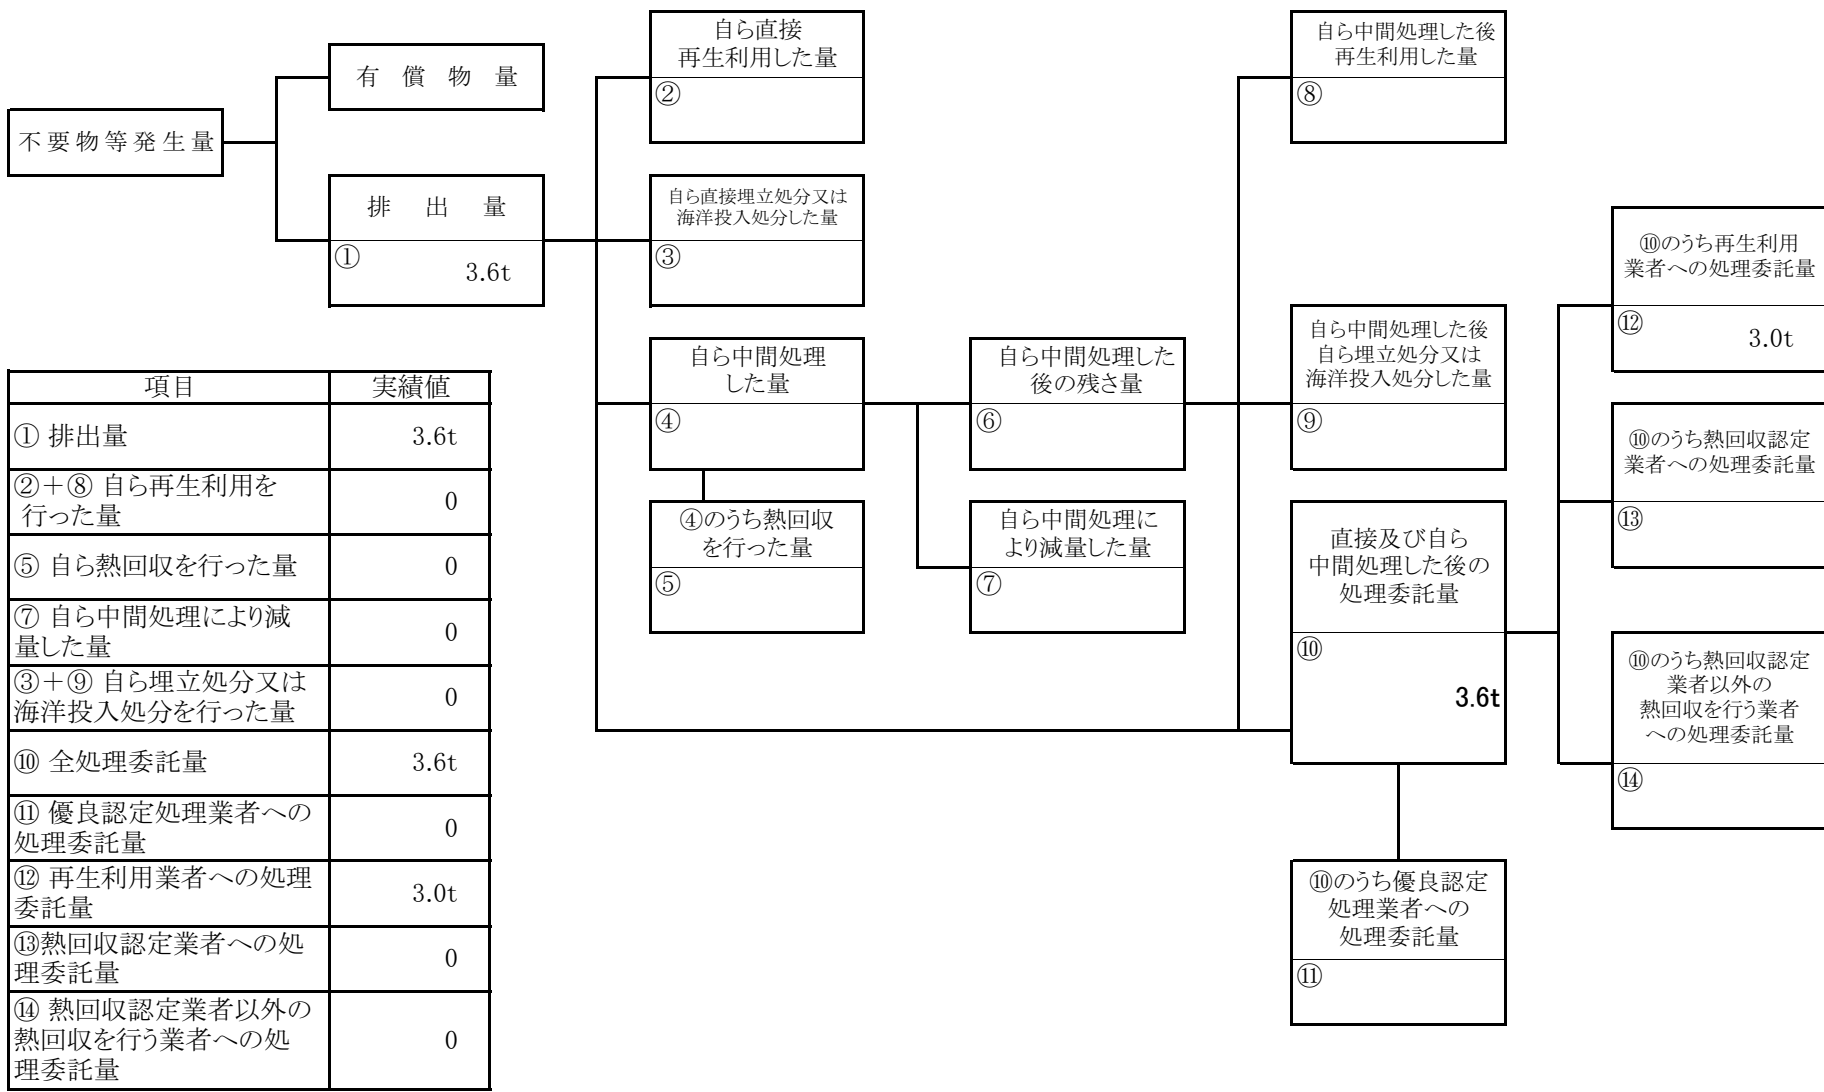 自ら直接
再生利用した量
②
自ら中間処理した後
再生利用した量
⑧
有償物量
不要物等発生量
排出量
①
3.6t
自ら直接埋立処分又は
海洋投入処分した量
③
⑩のうち再生利用
業者への処理委託量
⑫
3.0t
自ら中間処理
した量
④
自ら中間処理した
後の残さ量
⑥
自ら中間処理した後
自ら埋立処分又は
海洋投入処分した量
⑨
⑩のうち熱回収認定
業者への処理委託量
⑬
④のうち熱回収
を行った量
⑤
自ら中間処理に
より減量した量
⑦
直接及び自ら
中間処理した後の
処理委託量
⑩
3.6t
⑩のうち熱回収認定
業者以外の
熱回収を行う業者
への処理委託量
⑭
⑩のうち優良認定
処理業者への
処理委託量
⑪
項目 実績値
① 排出量 3.6t
②+⑧ 自ら再生利用を
行った量 0
⑤ 自ら熱回収を行った量 0
⑦ 自ら中間処理により減
量した量 0
③+⑨ 自ら埋立処分又は
海洋投入処分を行った量 0
⑩ 全処理委託量 3.6t
⑪ 優良認定処理業者への
処理委託量 0
⑫ 再生利用業者への処理
委託量 3.0t
⑬熱回収認定業者への処
理委託量 0
⑭ 熱回収認定業者以外の
熱回収を行う業者への処
理委託量 0